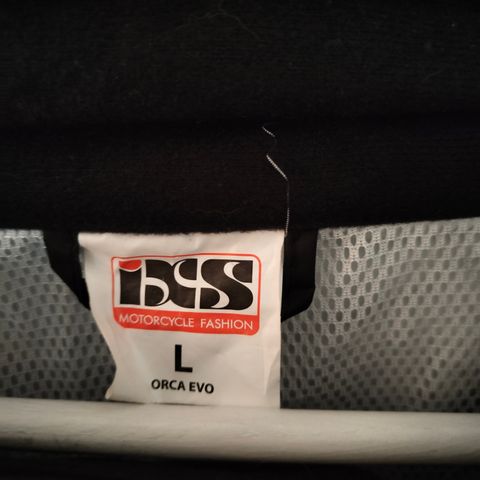 iXS
MOTORCYCLE FASHION
L
ORCA EVO